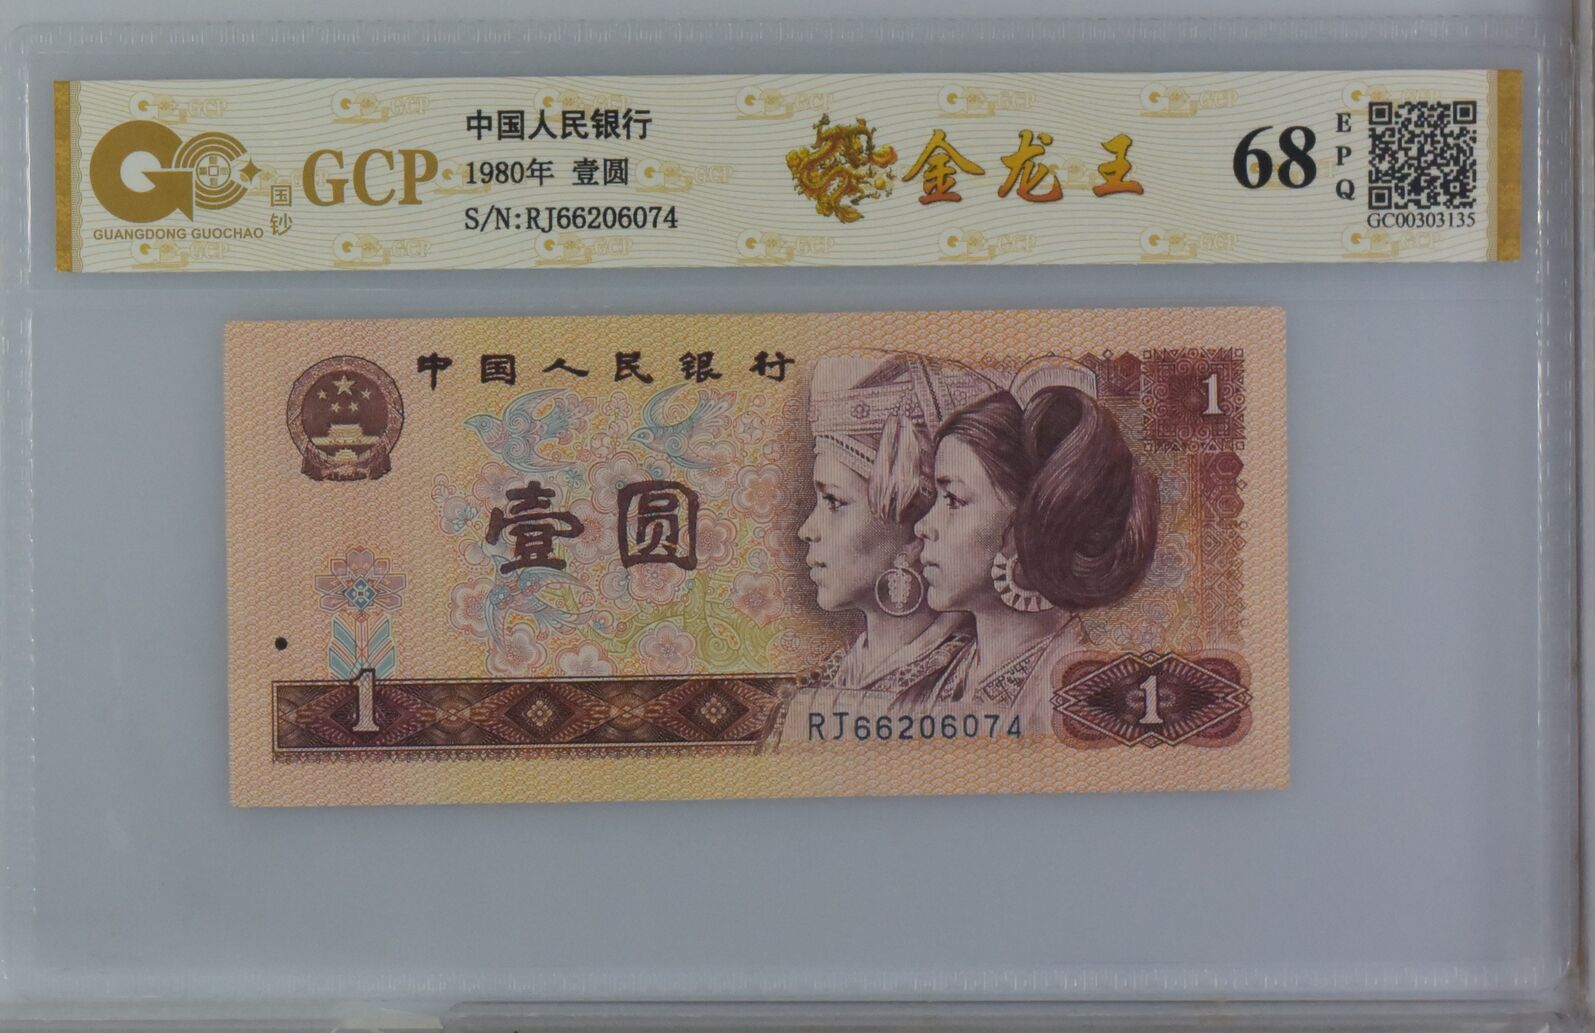 国钞
GUANGDONG GUOCHAO
GCP
中国人民银行
1980年 壹圆
S/N:RJ66206074
金龙王
68
EPQ
GC00303135
中国人民银行
1
壹圆
1
RJ66206074
1